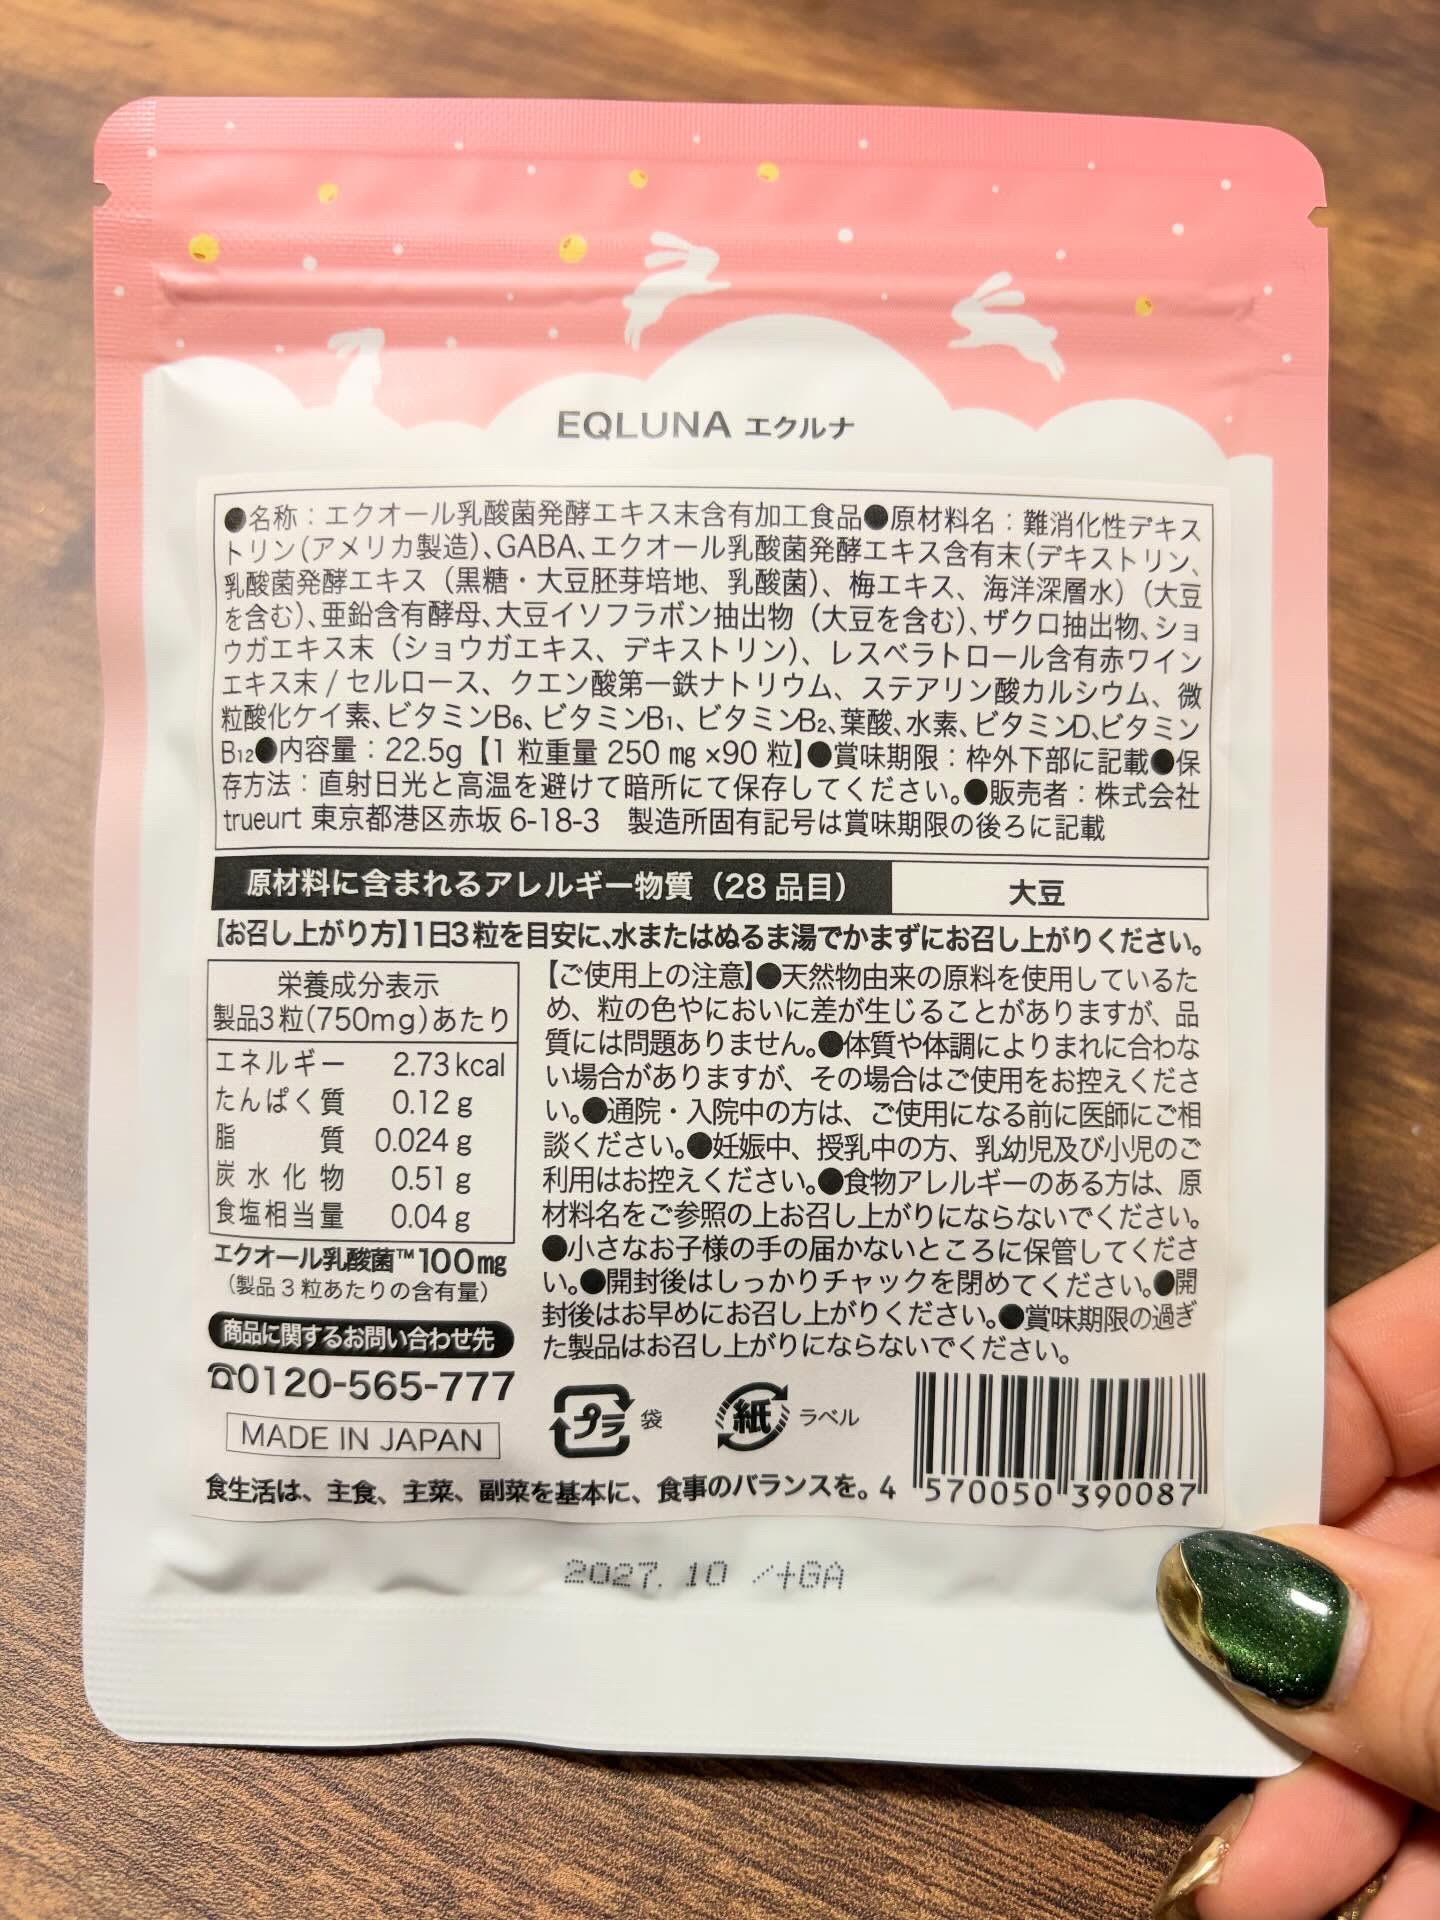 EQLUNA エクルナ
●名称：エクオール乳酸菌発酵エキス末含有加工食品●原材料名：難消化性デキス
トリン（アメリカ製造）、GABA、エクオール乳酸菌発酵エキス含有末（デキストリン、
乳酸菌発酵エキス（黒糖・大豆胚芽培地、乳酸菌）、梅エキス、海洋深層水）（大豆
を含む）、亜鉛含有酵母、大豆イソフラボン抽出物（大豆を含む）、ザクロ抽出物、ショ
ウガエキス末（ショウガエキス、デキストリン）、レスベラトロール含有赤ワイン
エキス末 / セルロース、クエン酸第一鉄ナトリウム、ステアリン酸カルシウム、微
粒酸化ケイ素、ビタミンB6、ビタミンB1、ビタミンB2、葉酸、水素、ビタミンD、ビタミン
B12●内容量：22.5g【1 粒重量 250 ㎎ ×90 粒】●賞味期限：枠外下部に記載●保
存方法：直射日光と高温を避けて暗所にて保存してください。●販売者：株式会社
trueurt 東京都港区赤坂 6-18-3　製造所固有記号は賞味期限の後ろに記載
原材料に含まれるアレルギー物質（28 品目） 大豆
【お召し上がり方】1日3粒を目安に、水またはぬるま湯でかまずにお召し上がりください。
栄養成分表示
製品3粒(750mg)あたり
エネルギー 2.73kcal
たんぱく質 0.12 g
脂質 0.024 g
炭水化物 0.51 g
食塩相当量 0.04 g
エクオール乳酸菌™100㎎
（製品 3 粒あたりの含有量）
商品に関するお問い合わせ先
☎0120-565-777
MADE IN JAPAN
【ご使用上の注意】●天然物由来の原料を使用しているた
め、粒の色やにおいに差が生じることがありますが、品
質には問題ありません。●体質や体調によりまれに合わな
い場合がありますが、その場合はご使用をお控えくださ
い。●通院・入院中の方は、ご使用になる前に医師にご相
談ください。●妊娠中、授乳中の方、乳幼児及び小児のご
利用はお控えください。●食物アレルギーのある方は、原
材料名をご参照の上お召し上がりにならないでください。
●小さなお子様の手の届かないところに保管してくださ
い。●開封後はしっかりチャックを閉めてください。●開
封後はお早めにお召し上がりください。●賞味期限の過ぎ
た製品はお召し上がりにならないでください。
プラ 袋
紙 ラベル
食生活は、主食、主菜、副菜を基本に、食事のバランスを。
4 570050 390087
2027. 10 /+GA